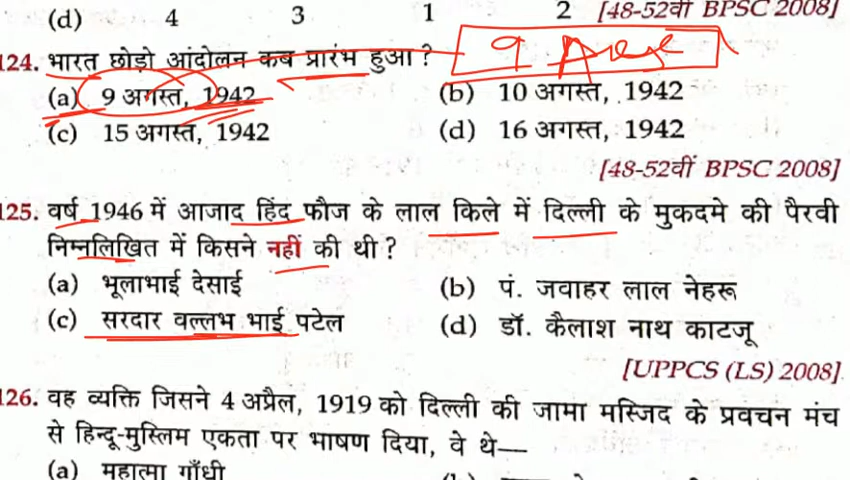 (d) 4 3 1 2 [48-52वीं BPSC 2008]
124. भारत छोड़ो आंदोलन कब प्रारंभ हुआ ? 9
(a) 9 अगस्त, 1942 (b) 10 अगस्त, 1942
(c) 15 अगस्त, 1942 (d) 16 अगस्त, 1942
[48-52वीं BPSC 2008]
125. वर्ष 1946 में आजाद हिंद फौज के लाल किले में दिल्ली के मुकदमे की पैरवी
निम्नलिखित में किसने नहीं की थी ?
(a) भूलाभाई देसाई (b) पं. जवाहर लाल नेहरू
(c) सरदार वल्लभ भाई पटेल (d) डॉ. कैलाश नाथ काटजू
[UPPCS (LS) 2008]
126. वह व्यक्ति जिसने 4 अप्रैल, 1919 को दिल्ली की जामा मस्जिद के प्रवचन मंच
से हिन्दू-मुस्लिम एकता पर भाषण दिया, वे थे—
(a) महात्मा गाँधी